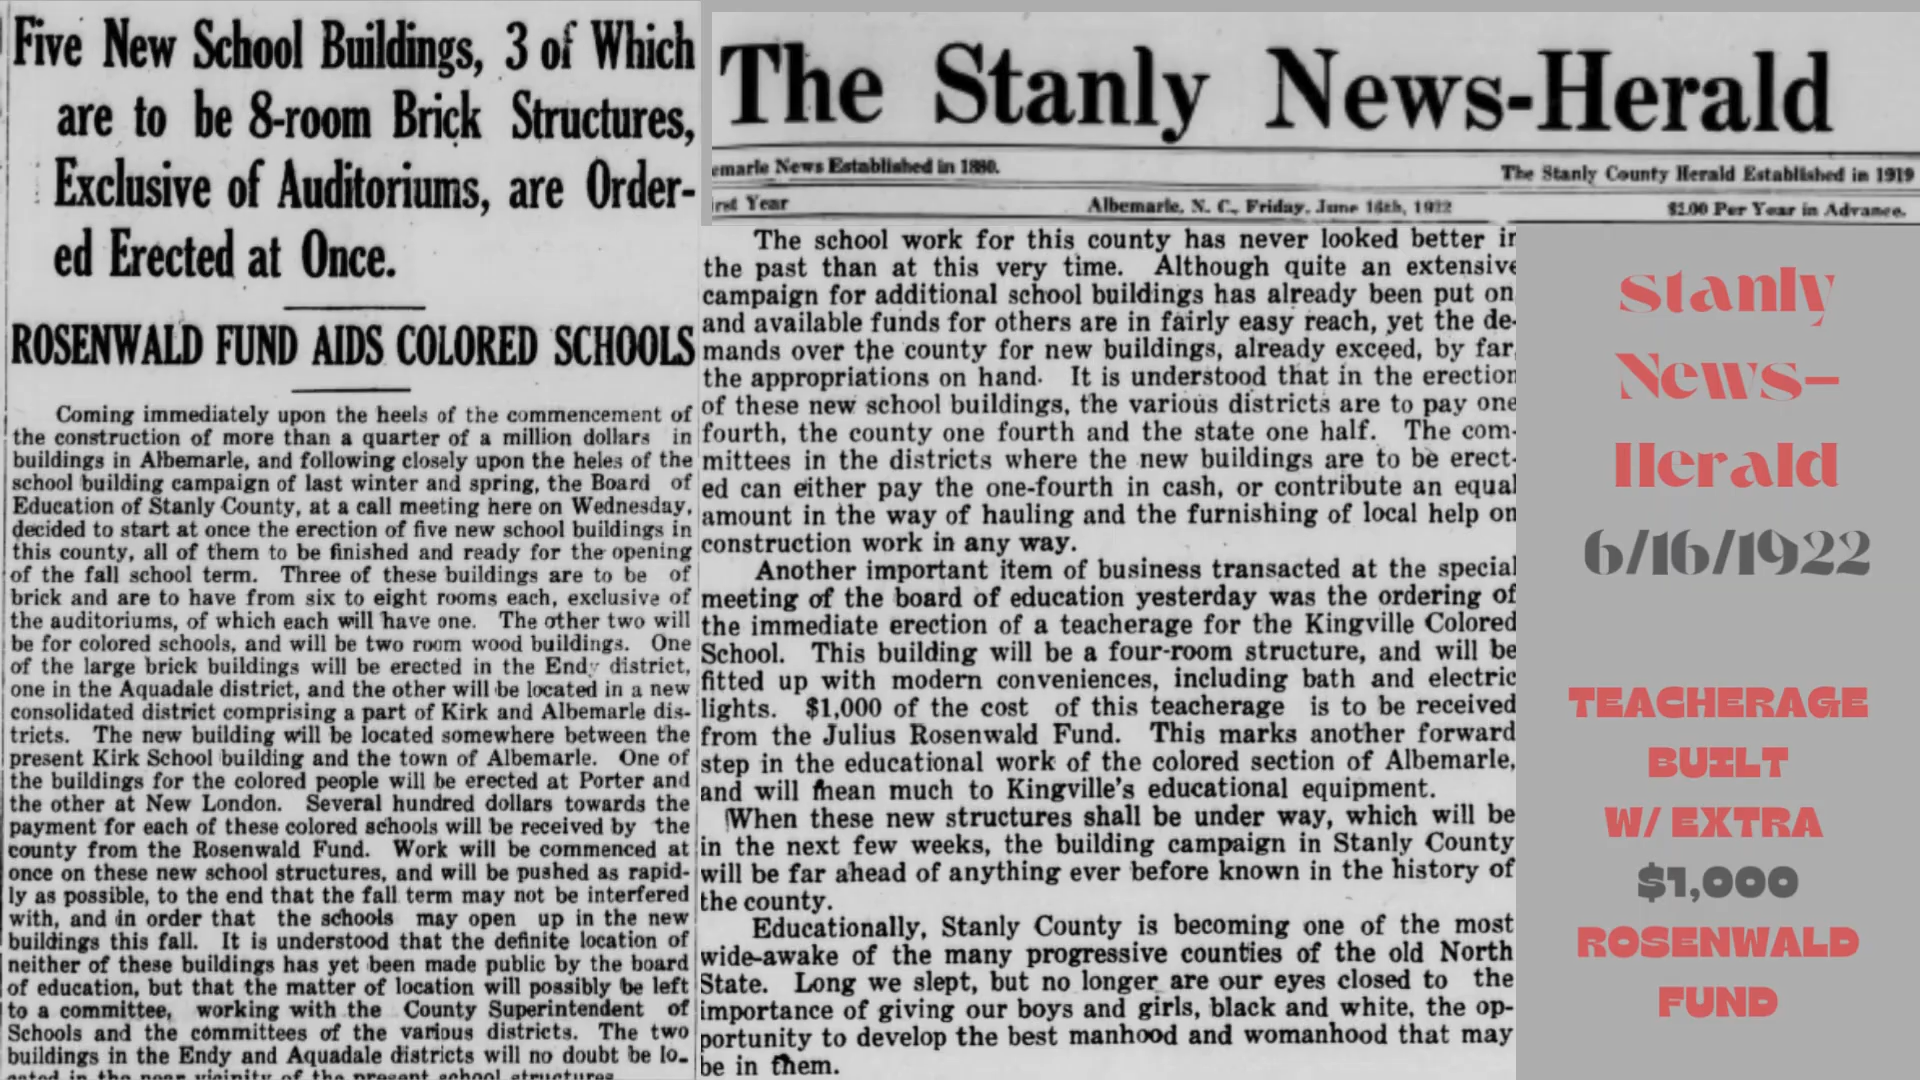 Five New School Buildings, 3 of Which
are to be 8-room Brick Structures,
Exclusive of Auditoriums, are Order-
ed Erected at Once.
ROSENWALD FUND AIDS COLORED SCHOOLS
Coming immediately upon the heels of the commencement of
the construction of more than a quarter of a million dollars in
buildings in Albemarle, and following closely upon the heles of the
school building campaign of last winter and spring, the Board of
Education of Stanly County, at a call meeting here on Wednesday,
decided to start at once the erection of five new school buildings in
this county, all of them to be finished and ready for the opening
of the fall school term. Three of these buildings are to be of
brick and are to have from six to eight rooms each, exclusive of
the auditoriums, of which each will have one. The other two will
be for colored schools, and will be two room wood buildings. One
of the large brick buildings will be erected in the Endy district,
one in the Aquadale district, and the other will be located in a new
consolidated district comprising a part of Kirk and Albemarle dis-
tricts. The new building will be located somewhere between the
present Kirk School building and the town of Albemarle. One of
the buildings for the colored people will be erected at Porter and
the other at New London. Several hundred dollars towards the
payment for each of these colored schools will be received by the
county from the Rosenwald Fund. Work will be commenced at
once on these new school structures, and will be pushed as rapid-
ly as possible, to the end that the fall term may not be interfered
with, and in order that the schools may open up in the new
buildings this fall. It is understood that the definite location of
neither of these buildings has yet been made public by the board
of education, but that the matter of location will possibly be left
to a committee, working with the County Superintendent of
Schools and the committees of the various districts. The two
buildings in the Endy and Aquadale districts will no doubt be lo-
cated in the near vicinity of the present school structures.
The Stanly News-Herald
emarle News Established in 1880.
The Stanly County Herald Established in 1919
irst Year
Albemarle, N. C., Friday, June 16th, 1922
$2.00 Per Year in Advance.
The school work for this county has never looked better in
the past than at this very time. Although quite an extensive
campaign for additional school buildings has already been put on
and available funds for others are in fairly easy reach, yet the de-
mands over the county for new buildings, already exceed, by far,
the appropriations on hand. It is understood that in the erection
of these new school buildings, the various districts are to pay one
fourth, the county one fourth and the state one half. The com-
mittees in the districts where the new buildings are to be erect-
ed can either pay the one-fourth in cash, or contribute an equal
amount in the way of hauling and the furnishing of local help on
construction work in any way.
Another important item of business transacted at the special
meeting of the board of education yesterday was the ordering of
the immediate erection of a teacherage for the Kingville Colored
School. This building will be a four-room structure, and will be
fitted up with modern conveniences, including bath and electric
lights. $1,000 of the cost of this teacherage is to be received
from the Julius Rosenwald Fund. This marks another forward
step in the educational work of the colored section of Albemarle,
and will mean much to Kingville's educational equipment.
When these new structures shall be under way, which will be
in the next few weeks, the building campaign in Stanly County
will be far ahead of anything ever before known in the history of
the county.
Educationally, Stanly County is becoming one of the most
wide-awake of the many progressive counties of the old North
State. Long we slept, but no longer are our eyes closed to the
importance of giving our boys and girls, black and white, the op-
portunity to develop the best manhood and womanhood that may
be in them.
Stanly
News-
Herald
6/16/1922
TEACHERAGE
BUILT
W/ EXTRA
$1,000
ROSENWALD
FUND